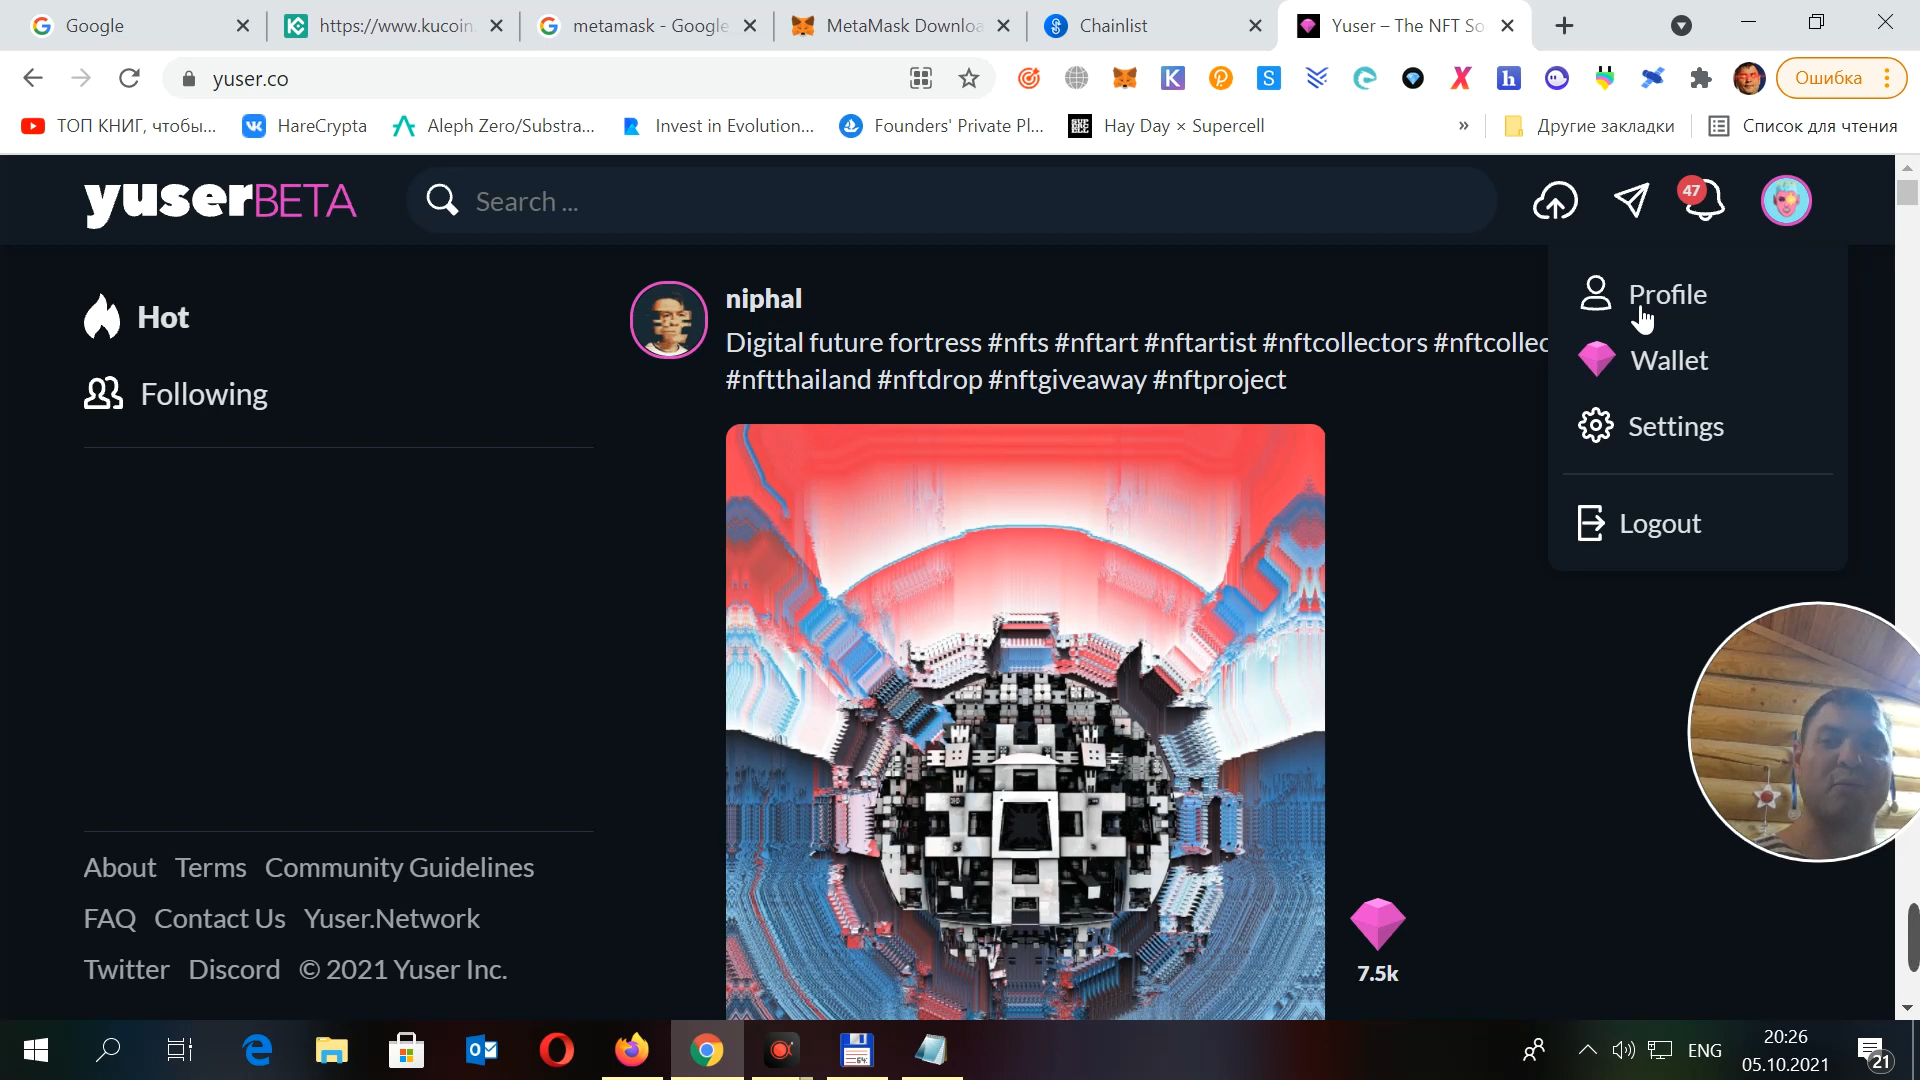 Google
https://www.kucoin.
metamask - Google
MetaMask Downlo
Chainlist
Yuser – The NFT So
yuser.co
Ошибка
ТОП КНИГ, чтобы...
HareCrypta
Aleph Zero/Substra...
Invest in Evolution...
Founders' Private Pl...
Hay Day × Supercell
»
Другие закладки
Список для чтения
yuserBETA
Search ...
47
Hot
Following
niphal
Digital future fortress #nfts #nftart #nftartist #nftcollectors #nftcollec
#nftthailand #nftdrop #nftgiveaway #nftproject
Profile
Wallet
Settings
Logout
7.5k
About Terms Community Guidelines
FAQ Contact Us Yuser.Network
Twitter Discord © 2021 Yuser Inc.
ENG
20:26
05.10.2021
21